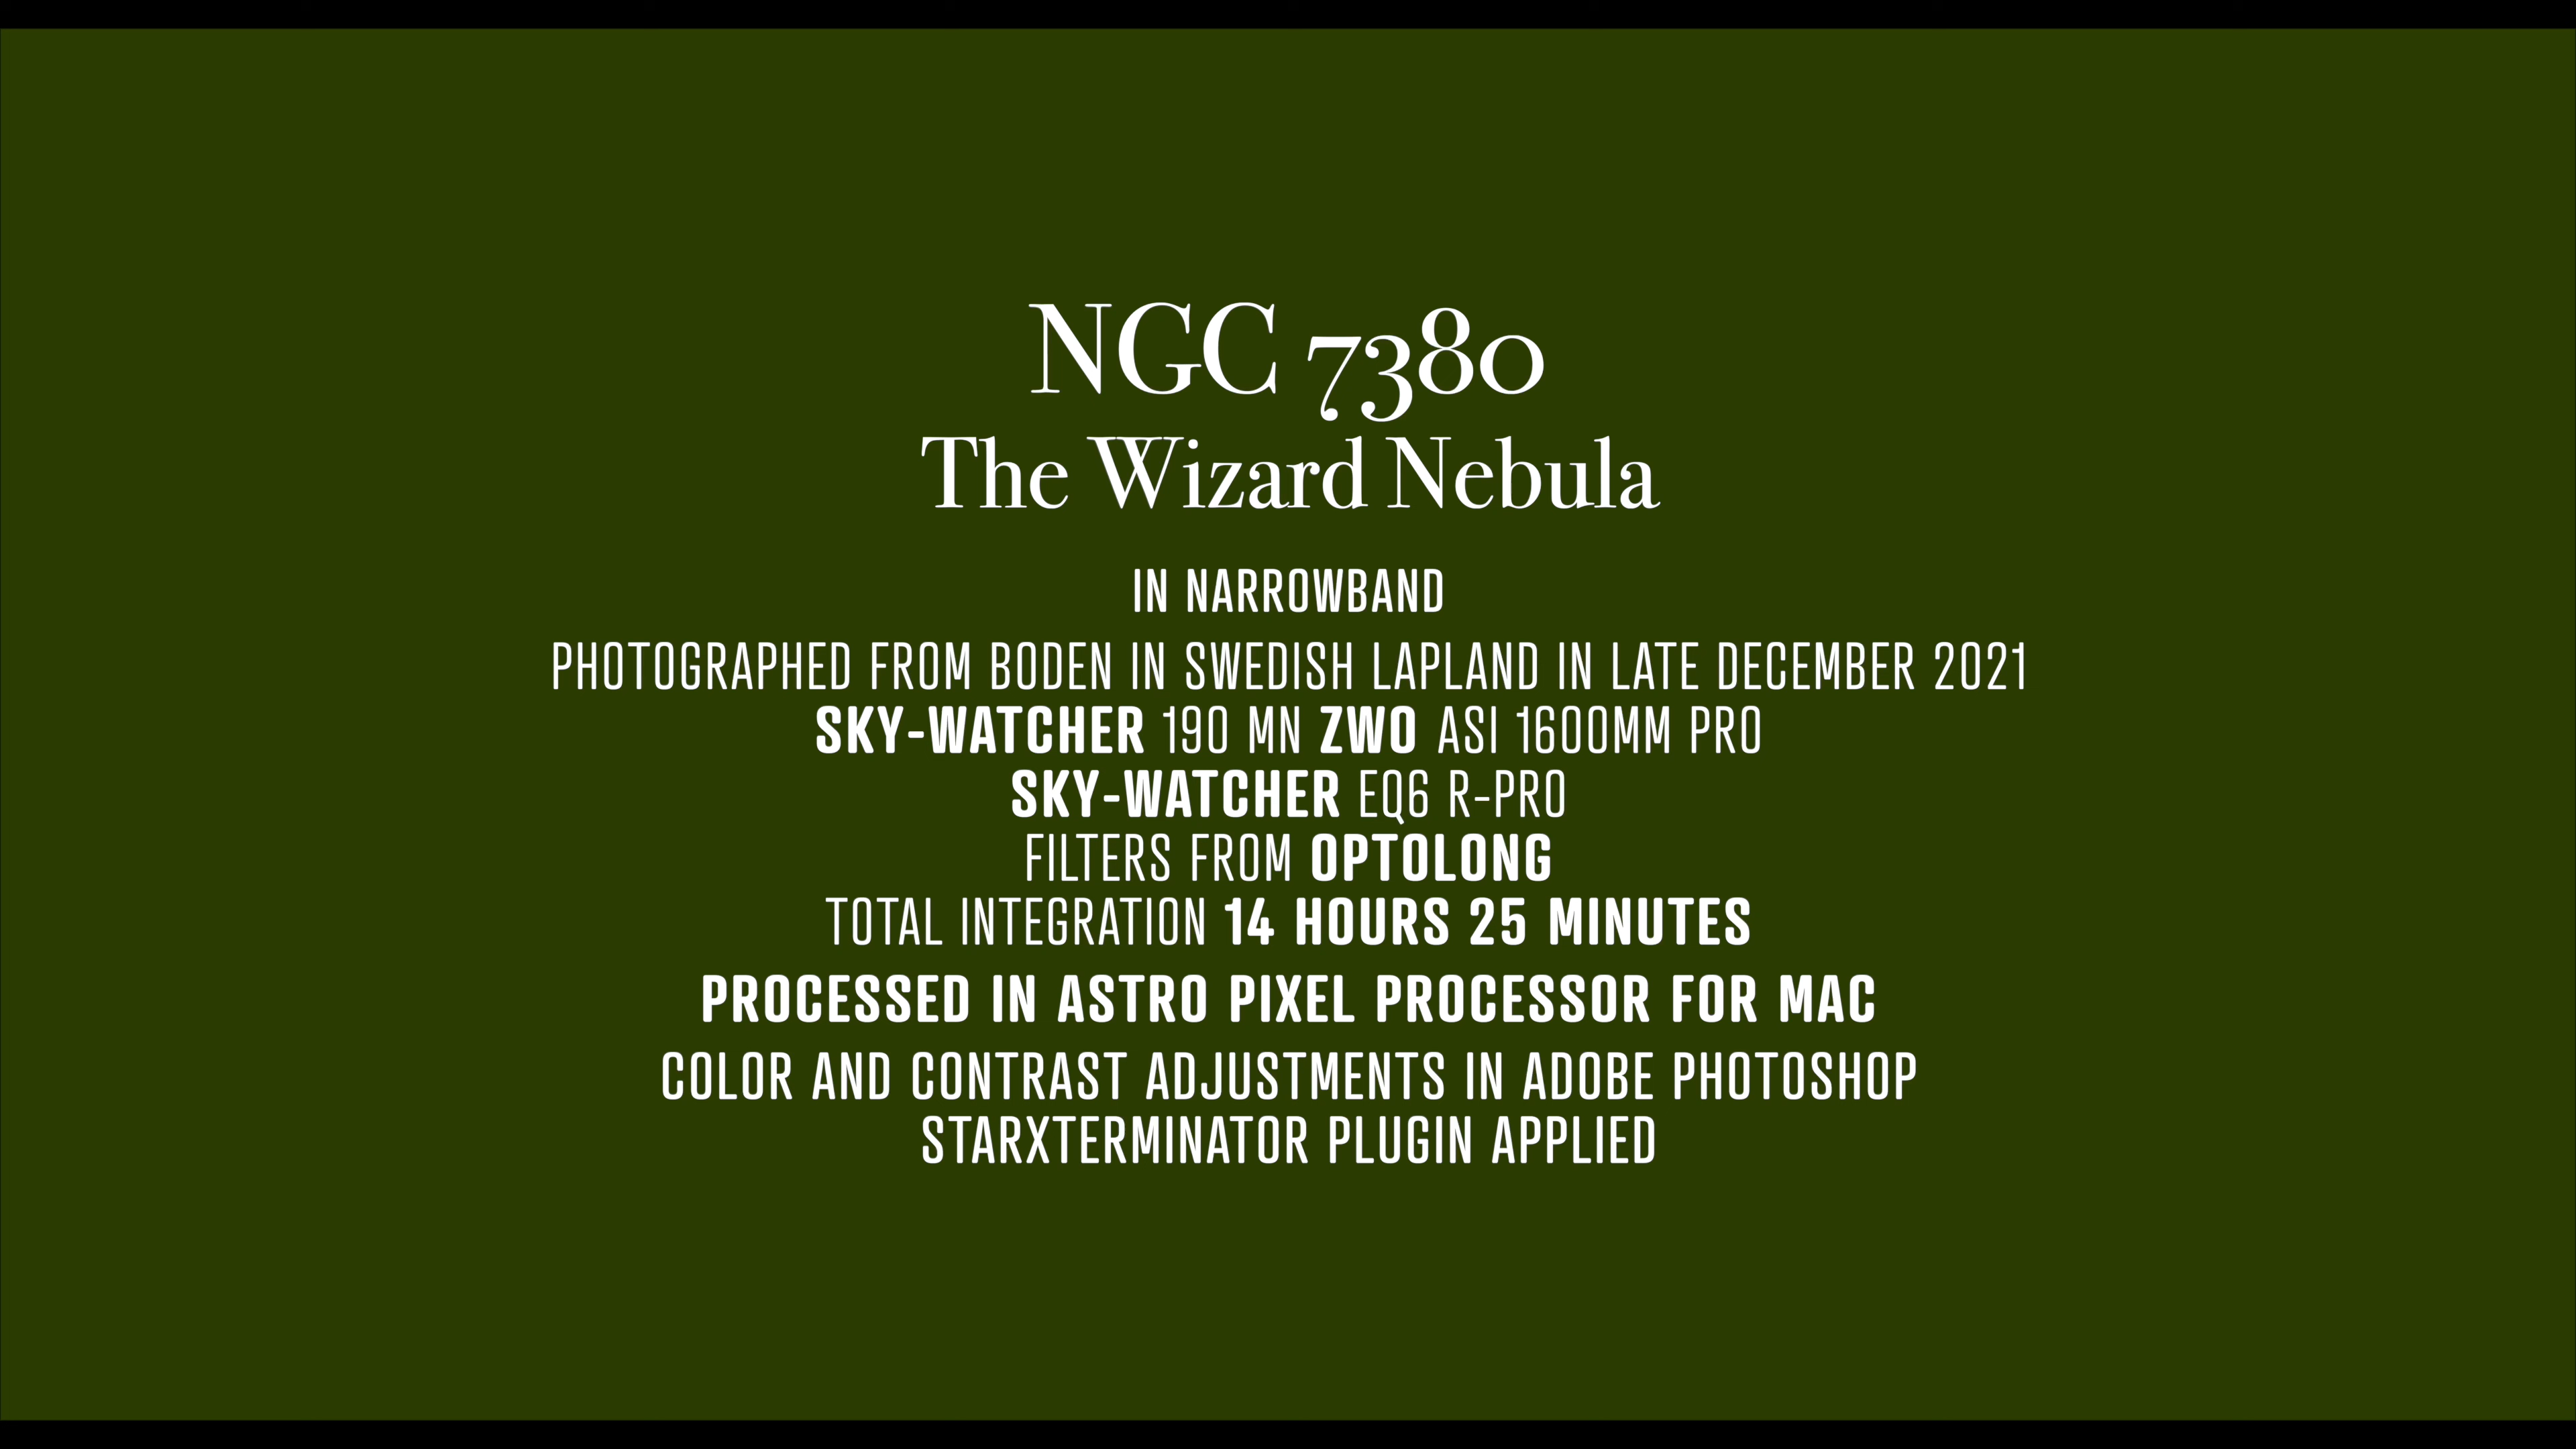 NGC 7380
The Wizard Nebula
IN NARROWBAND
PHOTOGRAPHED FROM BODEN IN SWEDISH LAPLAND IN LATE DECEMBER 2021
SKY-WATCHER 190 MN ZWO ASI 1600MM PRO
SKY-WATCHER EQ6 R-PRO
FILTERS FROM OPTOLONG
TOTAL INTEGRATION 14 HOURS 25 MINUTES
PROCESSED IN ASTRO PIXEL PROCESSOR FOR MAC
COLOR AND CONTRAST ADJUSTMENTS IN ADOBE PHOTOSHOP
STARXTERMINATOR PLUGIN APPLIED